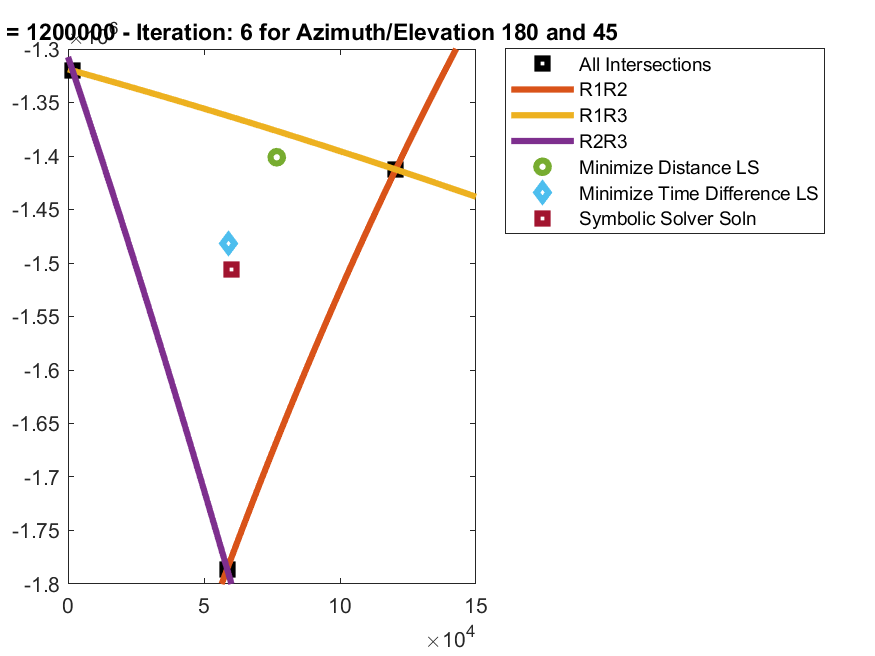 = 1200000 - Iteration: 6 for Azimuth/Elevation 180 and 45
×10^6
-1.3
-1.35
-1.4
-1.45
-1.5
-1.55
-1.6
-1.65
-1.7
-1.75
-1.8
0
5
10
15
×10^4
All Intersections
R1R2
R1R3
R2R3
Minimize Distance LS
Minimize Time Difference LS
Symbolic Solver Soln